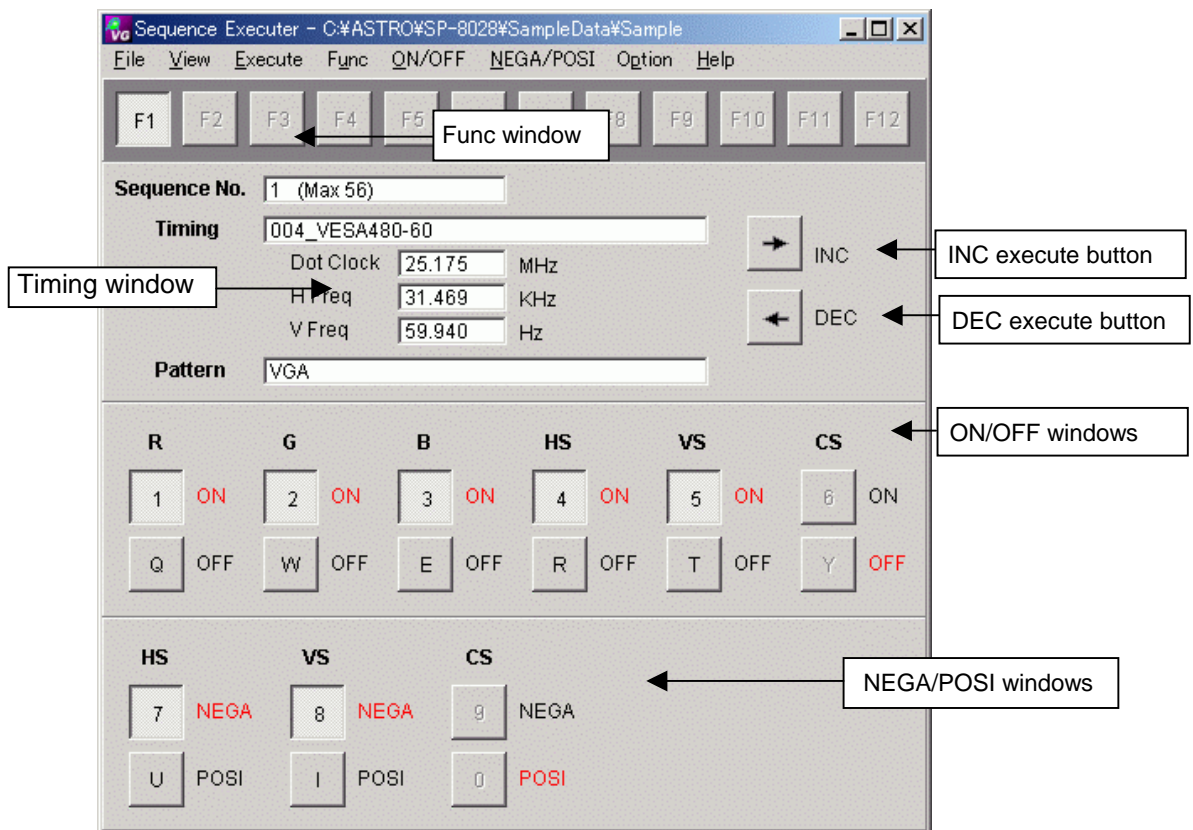 Sequence Executer - C:¥ASTRO¥SP-8028¥SampleData¥Sample
File View Execute Func ON/OFF NEGA/POSI Option Help
F1 F2 F3 F4 F5 F8 F9 F10 F11 F12
Func window
Sequence No. 1 (Max 56)
Timing 004_VESA480-60
Dot Clock 25.175 MHz
H Freq 31.469 KHz
V Freq 59.940 Hz
Pattern VGA
INC
DEC
INC execute button
DEC execute button
Timing window
ON/OFF windows
R G B HS VS CS
1 ON 2 ON 3 ON 4 ON 5 ON 6 ON
Q OFF W OFF E OFF R OFF T OFF Y OFF
HS VS CS
NEGA/POSI windows
7 NEGA 8 NEGA 9 NEGA
U POSI I POSI 0 POSI